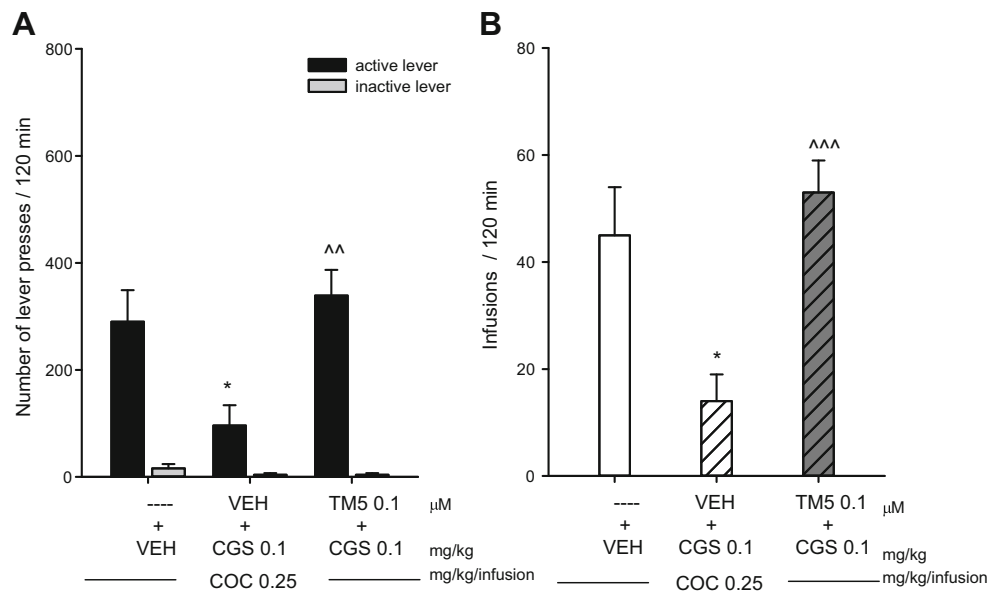 A
800
600
400
200
0
Number of lever presses / 120 min
active lever
inactive lever
*
^^
---- VEH TM5 0.1 μM
+ + +
VEH CGS 0.1 CGS 0.1 mg/kg
COC 0.25 mg/kg/infusion
B
80
60
40
20
0
Infusions / 120 min
*
^^^
---- VEH TM5 0.1 μM
+ + +
VEH CGS 0.1 CGS 0.1 mg/kg
COC 0.25 mg/kg/infusion